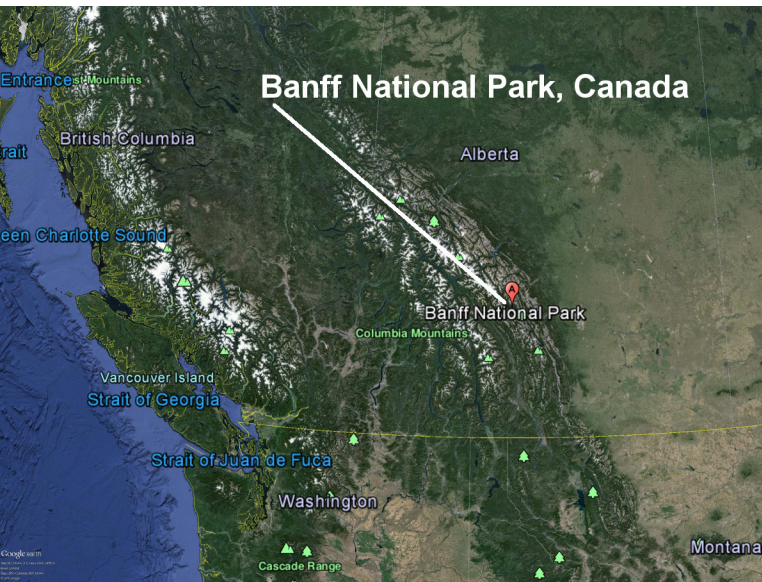 Banff National Park, Canada
Entrance
st Mountains
British Columbia
rait
Alberta
een Charlotte Sound
A
Banff National Park
Columbia Mountains
Vancouver Island
Strait of Georgia
Strait of Juan de Fuca
Washington
Montana
Cascade Range
Google earth